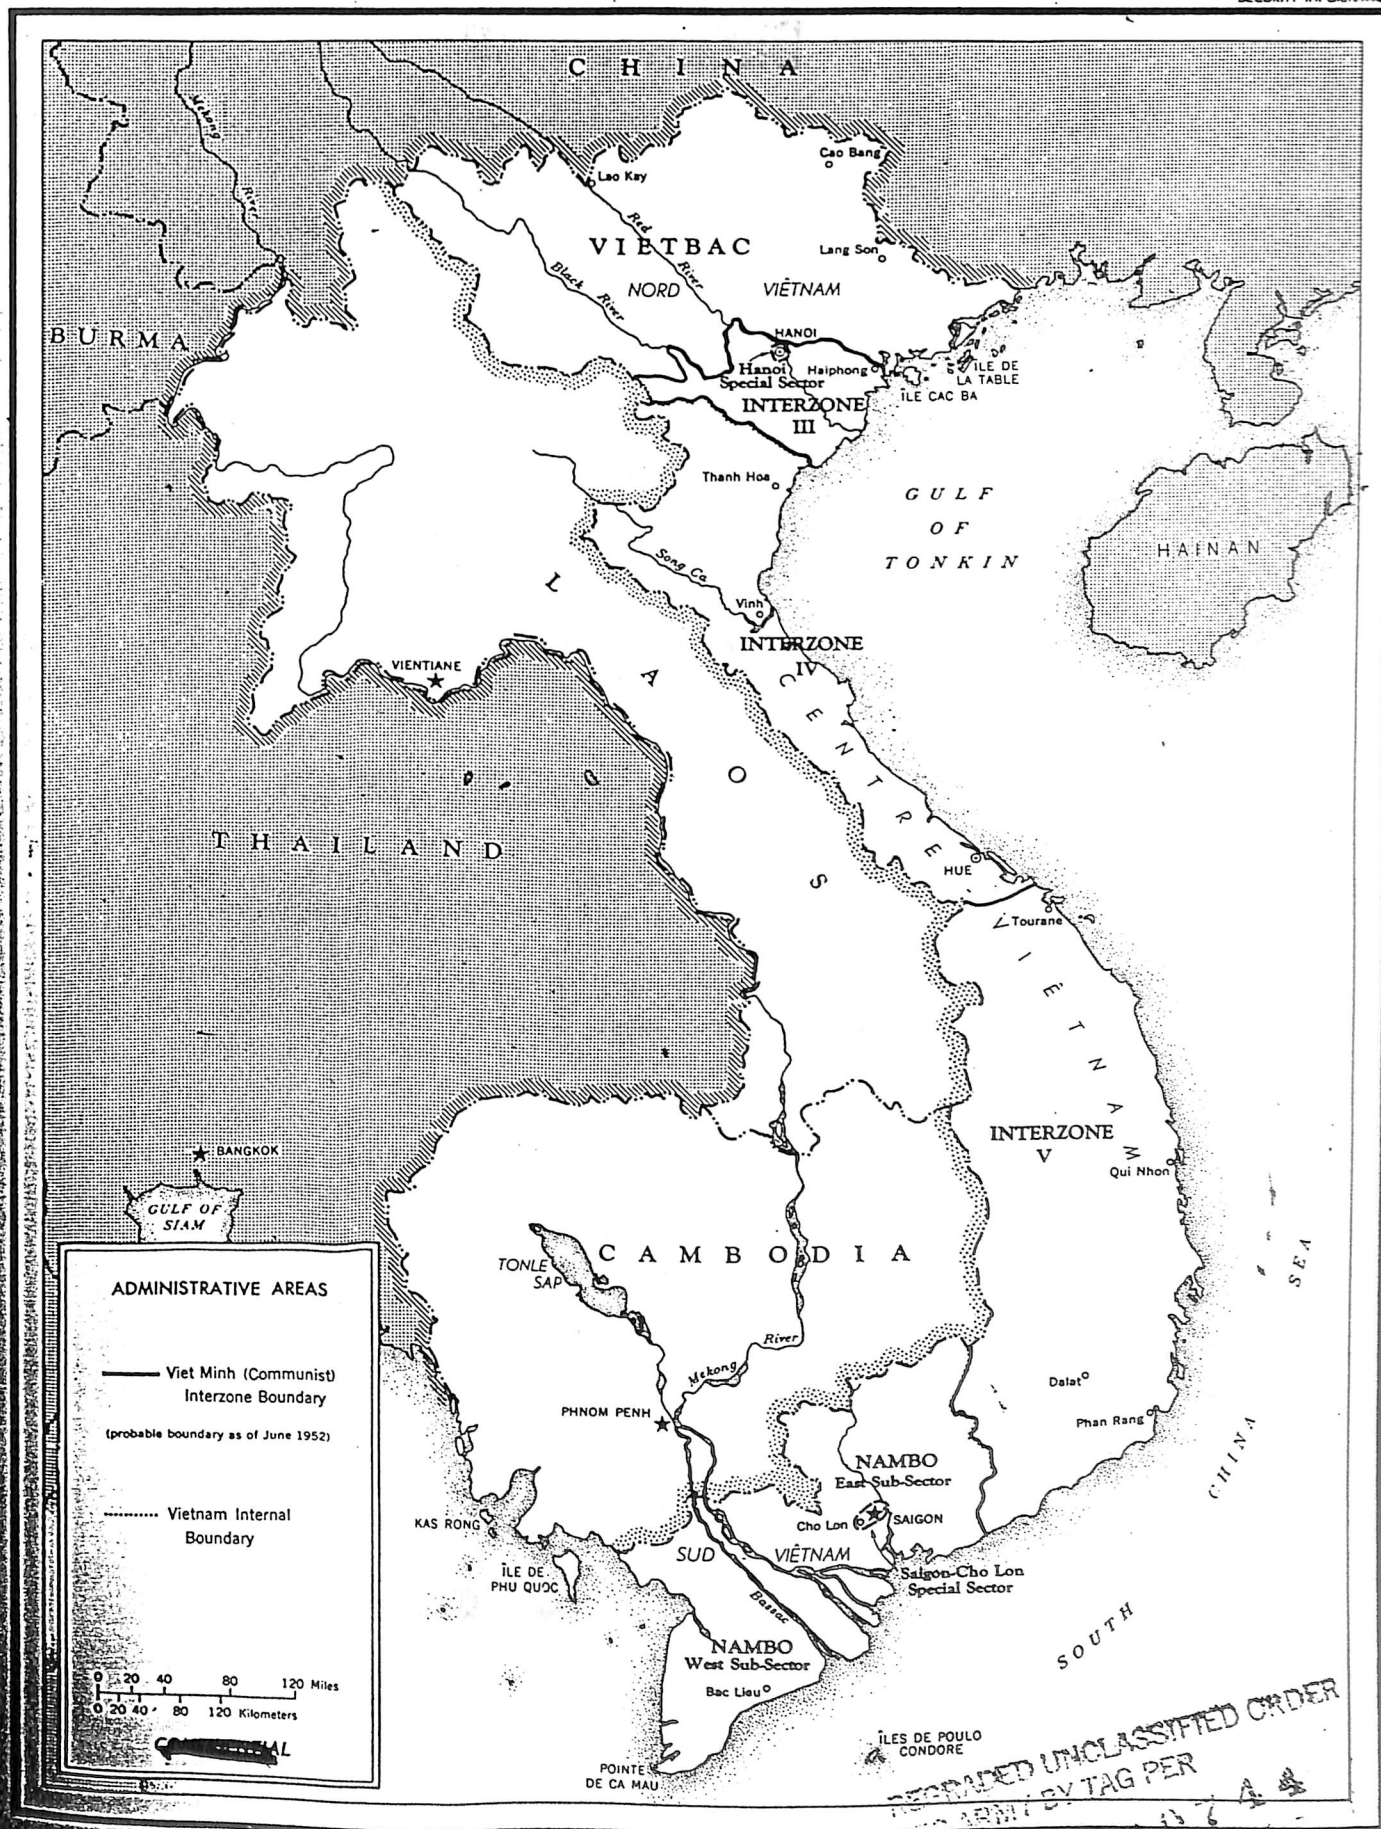 CHINA
Mekong
River
Cao Bang
Lao Kay
Red
River
VIETBAC
Lang Son
Black River
NORD VIÊTNAM
BURMA
HANOI
Hanoi
Special Sector
Haiphong
ÎLE DE
LA TABLE
ÎLE CAC BA
INTERZONE
III
Thanh Hoa
GULF
OF
TONKIN
HAINAN
Song Ca
Vinh
LAOS
INTERZONE
IV
VIENTIANE
CENTRE
THAILAND
HUE
Tourane
VIÊTNAM
INTERZONE
V
Qui Nhon
BANGKOK
GULF OF
SIAM
CAMBODIA
TONLE
SAP
River
Mekong
Dalat
Phan Rang
PHNOM PENH
NAMBO
East Sub-Sector
Cho Lon
SAIGON
KAS RONG
SUD VIÊTNAM
ÎLE DE
PHU QUOC
Saigon-Cho Lon
Special Sector
Bassac
NAMBO
West Sub-Sector
Bac Lieu
ÎLES DE POULO
CONDORE
POINTE
DE CA MAU
SOUTH
CHINA
SEA
ADMINISTRATIVE AREAS
Viet Minh (Communist)
Interzone Boundary
(probable boundary as of June 1952)
Vietnam Internal
Boundary
0 20 40 80 120 Miles
0 20 40 80 120 Kilometers
REGRADED UNCLASSIFIED ORDER
ARMY BY TAG PER